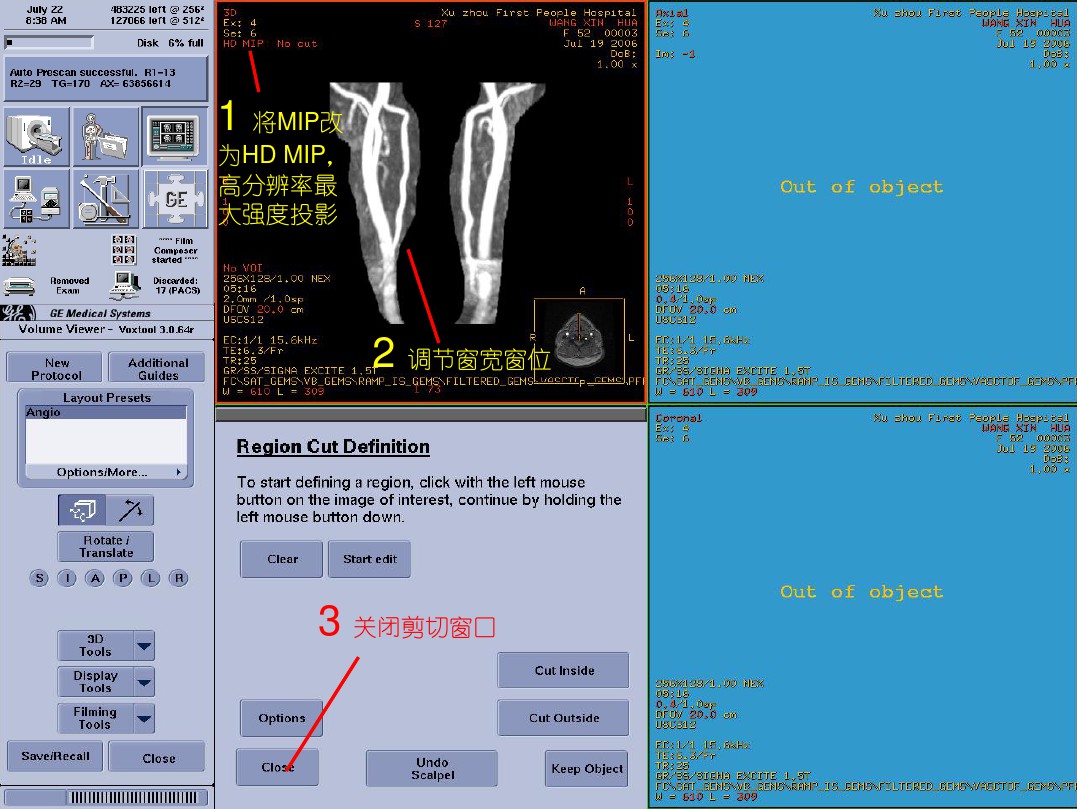 July 22
8:38 AM
483225 left @ 256²
127066 left @ 512²
Disk 6% full
Auto Prescan successful. R1=13
R2=29 TG=170 AX= 63856614
Idle
GE
~~~~ Film
Composer
started ~~~~
Removed
Exam
Discarded:
17 (PACS)
GE Medical Systems
Volume Viewer - Voxtool 3.0.64r
New
Protocol
Additional
Guides
Layout Presets
Angio
Options/More...
Rotate /
Translate
S I A P L R
3D
Tools
Display
Tools
Filming
Tools
Save/Recall
Close
3D
Ex: 4
Se: 6
HD MIP No cut
S 127
Xu zhou First People Hospital
WANG XIN HUA
F 52 00003
Jul 19 2006
DoB:
1.00 x
1 将MIP改
为HD MIP,
高分辨率最
大强度投影
L
1
0
0
No VOI
256X128/1.00 NEX
05:16
2.0mm /1.0sp
DFOV 20.0 cm
USCS12
A
R
L
P
2 调节窗宽窗位
EC:1/1 15.6kHz
TE:6.3/Fr
TR:25
GR/SS/SIGNA EXCITE 1.5T
FC\SAT_GEMS\VB_GEMS\RAMP_IS_GEMS\FILTERED_GEMS
W = 610 L = 309
I 73
Region Cut Definition
To start defining a region, click with the left mouse
button on the image of interest, continue by holding the
left mouse button down.
Clear
Start edit
3 关闭剪切窗口
Cut Inside
Options
Cut Outside
Close
Undo
Scalpel
Keep Object
Axial
Ex: 4
Se: 6
Im: -1
Xu zhou First People Hospital
WANG XIN HUA
F 52 00003
Jul 19 2006
DoB:
1.00 x
Out of object
256X128/1.00 NEX
05:16
0.4/1.0sp
DFOV 20.0 cm
USCS12
EC:1/1 15.6kHz
TE:6.3/Fr
TR:25
GR/SS/SIGNA EXCITE 1.5T
FC\SAT_GEMS\VB_GEMS\RAMP_IS_GEMS\FILTERED_GEMS\VASCTOF_GEMS\PFF
W = 610 L = 309
Coronal
Ex: 4
Se: 6
Xu zhou First People Hospital
WANG XIN HUA
F 52 00003
Jul 19 2006
DoB:
1.00 x
Out of object
256X128/1.00 NEX
05:16
0.4/1.0sp
DFOV 20.0 cm
USCS12
EC:1/1 15.6kHz
TE:6.3/Fr
TR:25
GR/SS/SIGNA EXCITE 1.5T
FC\SAT_GEMS\VB_GEMS\RAMP_IS_GEMS\FILTERED_GEMS\VASCTOF_GEMS\PFF
W = 610 L = 309